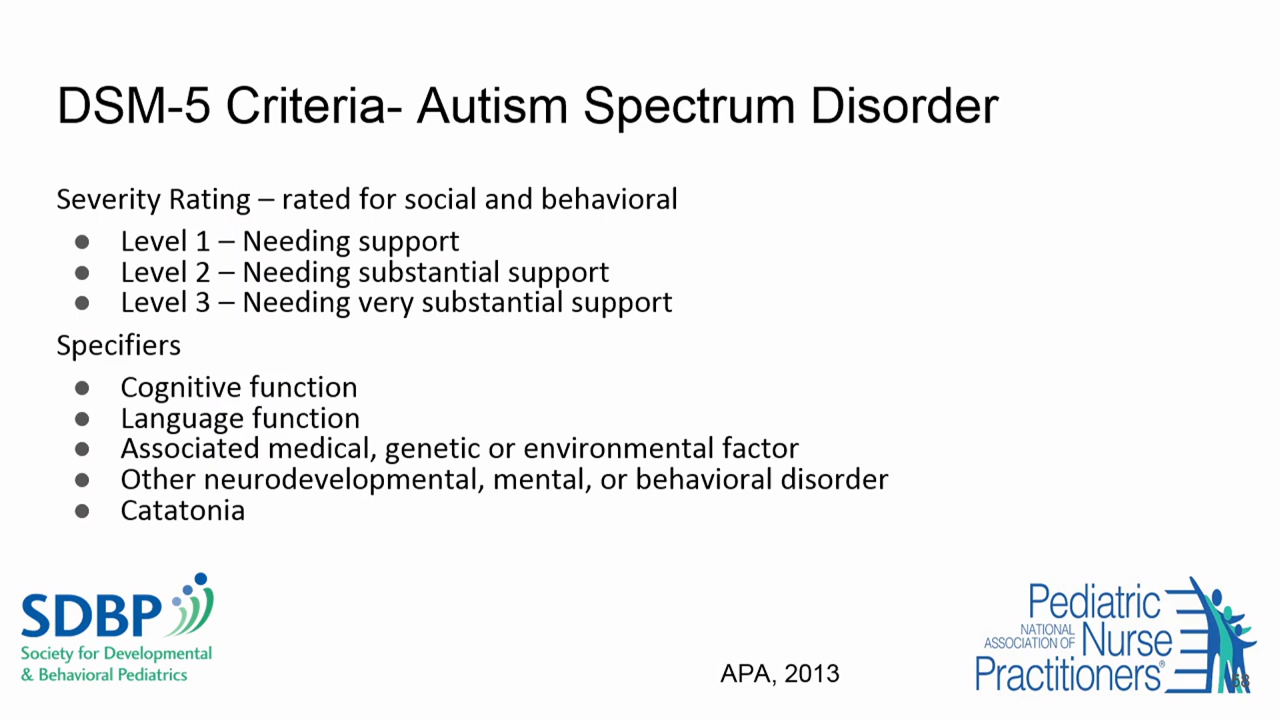 DSM-5 Criteria- Autism Spectrum Disorder
Severity Rating – rated for social and behavioral
● Level 1 – Needing support
● Level 2 – Needing substantial support
● Level 3 – Needing very substantial support
Specifiers
● Cognitive function
● Language function
● Associated medical, genetic or environmental factor
● Other neurodevelopmental, mental, or behavioral disorder
● Catatonia
SDBP
Society for Developmental
& Behavioral Pediatrics
APA, 2013
Pediatric
NATIONAL
ASSOCIATION OF Nurse
Practitioners®
58